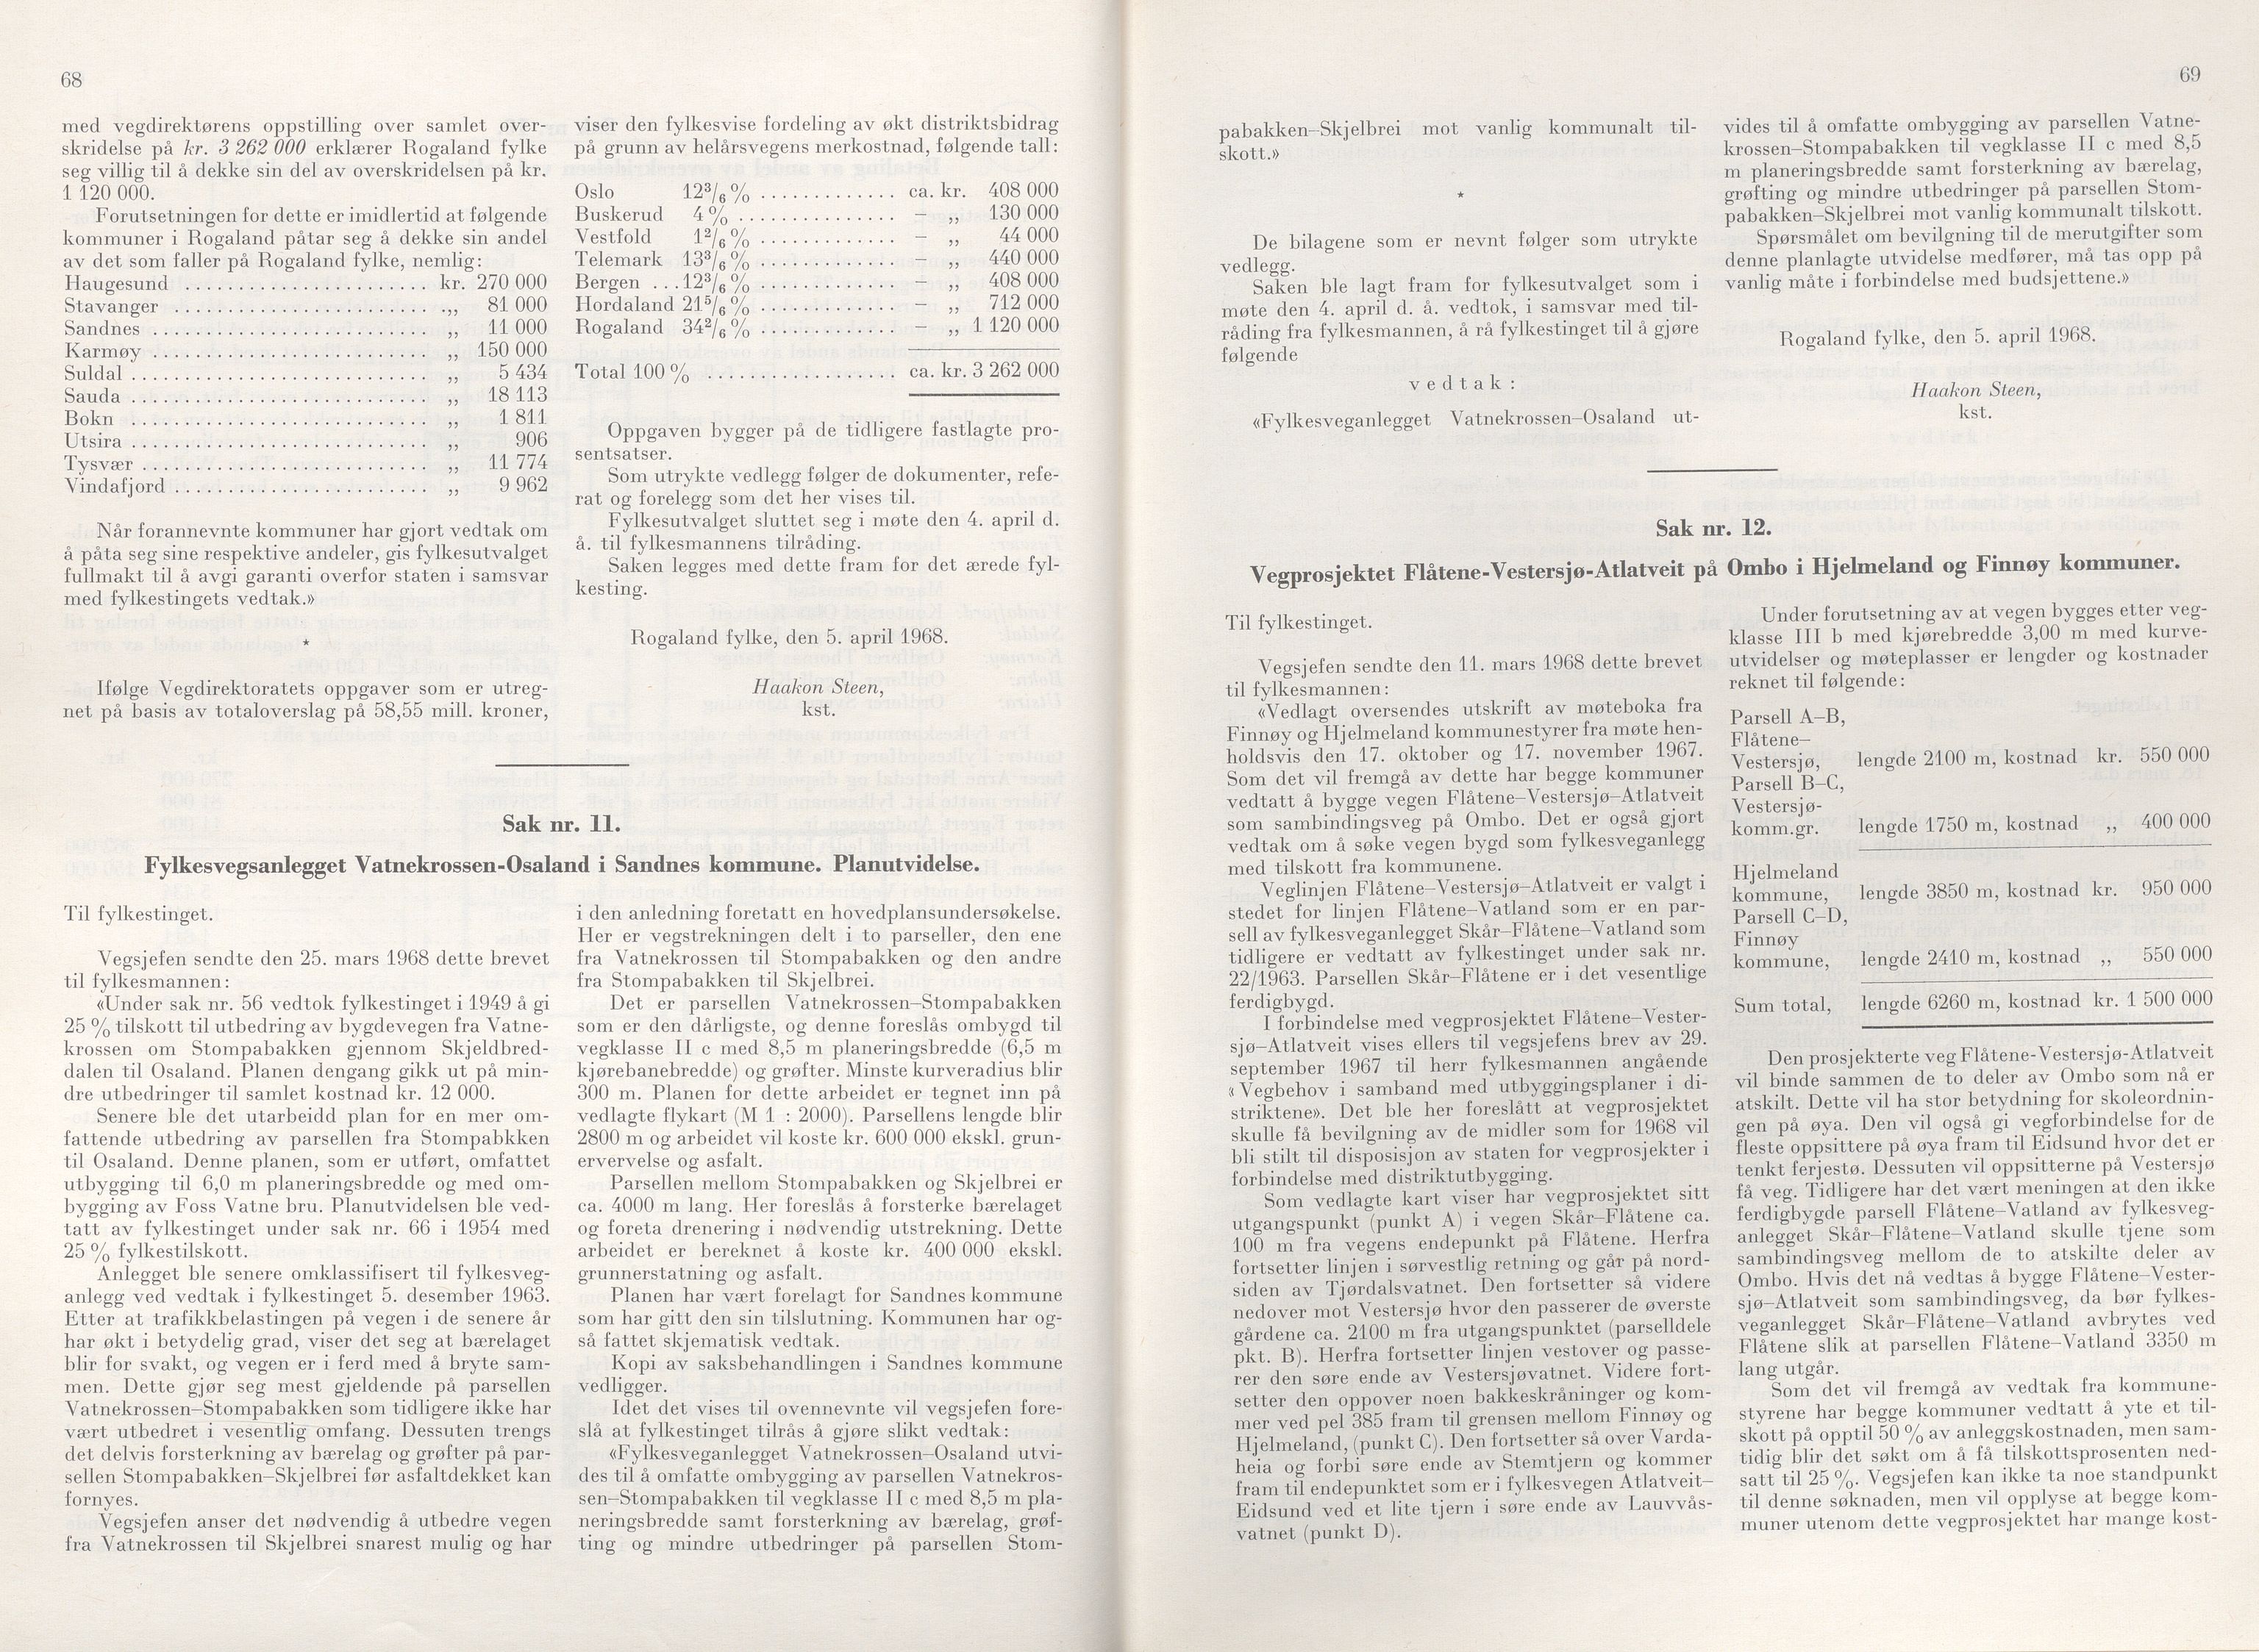 68
med vegdirektørens oppstilling over samlet over-
skridelse på kr. 3 262 000 erklærer Rogaland fylke
seg villig til å dekke sin del av overskridelsen på kr.
1 120 000.
Forutsetningen for dette er imidlertid at følgende
kommuner i Rogaland påtar seg å dekke sin andel
av det som faller på Rogaland fylke, nemlig:
Haugesund ........................ kr. 270 000
Stavanger ........................ ,, 81 000
Sandnes ........................ ,, 11 000
Karmøy ........................ ,, 150 000
Suldal ........................ ,, 5 434
Sauda ........................ ,, 18 113
Bokn ........................ ,, 1 811
Utsira ........................ ,, 906
Tysvær ........................ ,, 11 774
Vindafjord ........................ ,, 9 962
Når forannevnte kommuner har gjort vedtak om
å påta seg sine respektive andeler, gis fylkesutvalget
fullmakt til å avgi garanti overfor staten i samsvar
med fylkestingets vedtak.»
*
Ifølge Vegdirektoratets oppgaver som er utreg-
net på basis av totaloverslag på 58,55 mill. kroner,
viser den fylkesvise fordeling av økt distriktsbidrag
på grunn av helårsvegens merkostnad, følgende tall:
Oslo 12³/₆ % ............. ca. kr. 408 000
Buskerud 4 % ............... – ,, 130 000
Vestfold 1²/₆ % ............. – ,, 44 000
Telemark 13³/₆ % ............. – ,, 440 000
Bergen ...12³/₆ % ............. – ,, 408 000
Hordaland 21⁵/₆ % ............. – ,, 712 000
Rogaland 34²/₆ % ............. – ,, 1 120 000
Total 100 % .................. ca. kr. 3 262 000
Oppgaven bygger på de tidligere fastlagte pro-
sentsatser.
Som utrykte vedlegg følger de dokumenter, refe-
rat og forelegg som det her vises til.
Fylkesutvalget sluttet seg i møte den 4. april d.
å. til fylkesmannens tilråding.
Saken legges med dette fram for det ærede fyl-
kesting.
Rogaland fylke, den 5. april 1968.
Haakon Steen,
kst.
Sak nr. 11.
Fylkesvegsanlegget Vatnekrossen-Osaland i Sandnes kommune. Planutvidelse.
Til fylkestinget.
Vegsjefen sendte den 25. mars 1968 dette brevet
til fylkesmannen:
«Under sak nr. 56 vedtok fylkestinget i 1949 å gi
25 % tilskott til utbedring av bygdevegen fra Vatne-
krossen om Stompabakken gjennom Skjeldbred-
dalen til Osaland. Planen dengang gikk ut på min-
dre utbedringer til samlet kostnad kr. 12 000.
Senere ble det utarbeidd plan for en mer om-
fattende utbedring av parsellen fra Stompabkken
til Osaland. Denne planen, som er utført, omfattet
utbygging til 6,0 m planeringsbredde og med om-
bygging av Foss Vatne bru. Planutvidelsen ble ved-
tatt av fylkestinget under sak nr. 66 i 1954 med
25 % fylkestilskott.
Anlegget ble senere omklassifisert til fylkesveg-
anlegg ved vedtak i fylkestinget 5. desember 1963.
Etter at trafikkbelastingen på vegen i de senere år
har økt i betydelig grad, viser det seg at bærelaget
blir for svakt, og vegen er i ferd med å bryte sam-
men. Dette gjør seg mest gjeldende på parsellen
Vatnekrossen–Stompabakken som tidligere ikke har
vært utbedret i vesentlig omfang. Dessuten trengs
det delvis forsterkning av bærelag og grøfter på par-
sellen Stompabakken–Skjelbrei før asfaltdekket kan
fornyes.
Vegsjefen anser det nødvendig å utbedre vegen
fra Vatnekrossen til Skjelbrei snarest mulig og har
i den anledning foretatt en hovedplansundersøkelse.
Her er vegstrekningen delt i to parseller, den ene
fra Vatnekrossen til Stompabakken og den andre
fra Stompabakken til Skjelbrei.
Det er parsellen Vatnekrossen–Stompabakken
som er den dårligste, og denne foreslås ombygd til
vegklasse II c med 8,5 m planeringsbredde (6,5 m
kjørebanebredde) og grøfter. Minste kurveradius blir
300 m. Planen for dette arbeidet er tegnet inn på
vedlagte flykart (M 1 : 2000). Parsellens lengde blir
2800 m og arbeidet vil koste kr. 600 000 ekskl. grun-
ervervelse og asfalt.
Parsellen mellom Stompabakken og Skjelbrei er
ca. 4000 m lang. Her foreslås å forsterke bærelaget
og foreta drenering i nødvendig utstrekning. Dette
arbeidet er bereknet å koste kr. 400 000 ekskl.
grunnerstatning og asfalt.
Planen har vært forelagt for Sandnes kommune
som har gitt den sin tilslutning. Kommunen har og-
så fattet skjematisk vedtak.
Kopi av saksbehandlingen i Sandnes kommune
vedligger.
Idet det vises til ovennevnte vil vegsjefen fore-
slå at fylkestinget tilrås å gjøre slikt vedtak:
«Fylkesveganlegget Vatnekrossen–Osaland utvi-
des til å omfatte ombygging av parsellen Vatnekros-
sen–Stompabakken til vegklasse II c med 8,5 m pla-
neringsbredde samt forsterkning av bærelag, grøf-
ting og mindre utbedringer på parsellen Stom-
69
pabakken–Skjelbrei mot vanlig kommunalt til-
skott.»
*
De bilagene som er nevnt følger som utrykte
vedlegg.
Saken ble lagt fram for fylkesutvalget som i
møte den 4. april d. å. vedtok, i samsvar med til-
råding fra fylkesmannen, å rå fylkestinget til å gjøre
følgende
vedtak:
«Fylkesveganlegget Vatnekrossen–Osaland ut-
vides til å omfatte ombygging av parsellen Vatne-
krossen–Stompabakken til vegklasse II c med 8,5
m planeringsbredde samt forsterkning av bærelag,
grøfting og mindre utbedringer på parsellen Stom-
pabakken–Skjelbrei mot vanlig kommunalt tilskott.
Spørsmålet om bevilgning til de merutgifter som
denne planlagte utvidelse medfører, må tas opp på
vanlig måte i forbindelse med budsjettene.»
Rogaland fylke, den 5. april 1968.
Haakon Steen,
kst.
Sak nr. 12.
Vegprosjektet Flåtene-Vestersjø-Atlatveit på Ombo i Hjelmeland og Finnøy kommuner.
Til fylkestinget.
Vegsjefen sendte den 11. mars 1968 dette brevet
til fylkesmannen:
«Vedlagt oversendes utskrift av møteboka fra
Finnøy og Hjelmeland kommunestyrer fra møte hen-
holdsvis den 17. oktober og 17. november 1967.
Som det vil fremgå av dette har begge kommuner
vedtatt å bygge vegen Flåtene–Vestersjø–Atlatveit
som sambindingsveg på Ombo. Det er også gjort
vedtak om å søke vegen bygd som fylkesveganlegg
med tilskott fra kommunene.
Veglinjen Flåtene–Vestersjø–Atlatveit er valgt i
stedet for linjen Flåtene–Vatland som er en par-
sell av fylkesveganlegget Skår–Flåtene–Vatland som
tidligere er vedtatt av fylkestinget under sak nr.
22/1963. Parsellen Skår–Flåtene er i det vesentlige
ferdigbygd.
I forbindelse med vegprosjektet Flåtene–Vester-
sjø–Atlatveit vises ellers til vegsjefens brev av 29.
september 1967 til herr fylkesmannen angående
«Vegbehov i samband med utbyggingsplaner i di-
striktene». Det ble her foreslått at vegprosjektet
skulle få bevilgning av de midler som for 1968 vil
bli stilt til disposisjon av staten for vegprosjekter i
forbindelse med distriktutbygging.
Som vedlagte kart viser har vegprosjektet sitt
utgangspunkt (punkt A) i vegen Skår–Flåtene ca.
100 m fra vegens endepunkt på Flåtene. Herfra
fortsetter linjen i sørvestlig retning og går på nord-
siden av Tjørdalsvatnet. Den fortsetter så videre
nedover mot Vestersjø hvor den passerer de øverste
gårdene ca. 2100 m fra utgangspunktet (parselldele
pkt. B). Herfra fortsetter linjen vestover og passe-
rer den søre ende av Vestersjøvatnet. Videre fort-
setter den oppover noen bakkeskråninger og kom-
mer ved pel 385 fram til grensen mellom Finnøy og
Hjelmeland, (punkt C). Den fortsetter så over Varda-
heia og forbi søre ende av Stemtjern og kommer
fram til endepunktet som er i fylkesvegen Atlatveit–
Eidsund ved et lite tjern i søre ende av Lauvvås-
vatnet (punkt D).
Under forutsetning av at vegen bygges etter veg-
klasse III b med kjørebredde 3,00 m med kurve-
utvidelser og møteplasser er lengder og kostnader
reknet til følgende:
Parsell A–B,
Flåtene–
Vestersjø, lengde 2100 m, kostnad kr. 550 000
Parsell B–C,
Vestersjø-
komm.gr. lengde 1750 m, kostnad ,, 400 000
Hjelmeland
kommune, lengde 3850 m, kostnad kr. 950 000
Parsell C–D,
Finnøy
kommune, lengde 2410 m, kostnad ,, 550 000
Sum total, lengde 6260 m, kostnad kr. 1 500 000
Den prosjekterte veg Flåtene-Vestersjø-Atlatveit
vil binde sammen de to deler av Ombo som nå er
atskilt. Dette vil ha stor betydning for skoleordnin-
gen på øya. Den vil også gi vegforbindelse for de
fleste oppsittere på øya fram til Eidsund hvor det er
tenkt ferjestø. Dessuten vil oppsitterne på Vestersjø
få veg. Tidligere har det vært meningen at den ikke
ferdigbygde parsell Flåtene–Vatland av fylkesveg-
anlegget Skår–Flåtene–Vatland skulle tjene som
sambindingsveg mellom de to atskilte deler av
Ombo. Hvis det nå vedtas å bygge Flåtene–Vester-
sjø–Atlatveit som sambindingsveg, da bør fylkes-
veganlegget Skår–Flåtene–Vatland avbrytes ved
Flåtene slik at parsellen Flåtene–Vatland 3350 m
lang utgår.
Som det vil fremgå av vedtak fra kommune-
styrene har begge kommuner vedtatt å yte et til-
skott på opptil 50 % av anleggskostnaden, men sam-
tidig blir det søkt om å få tilskottsprosenten ned-
satt til 25 %. Vegsjefen kan ikke ta noe standpunkt
til denne søknaden, men vil opplyse at begge kom-
muner utenom dette vegprosjektet har mange kost-